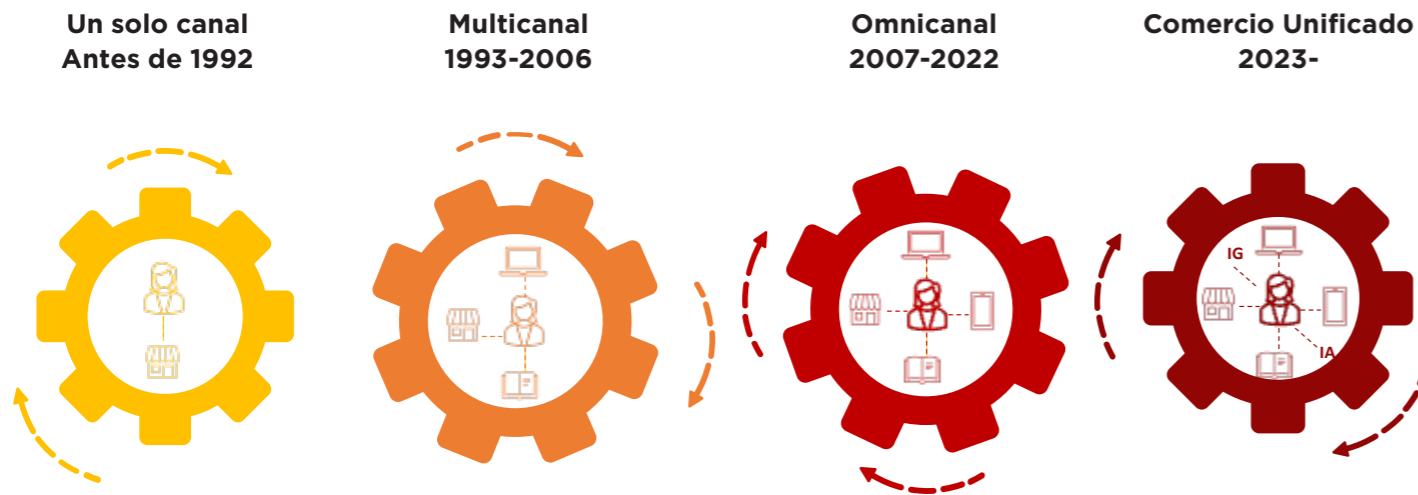 Un solo canal
Antes de 1992
Multicanal
1993-2006
Omnicanal
2007-2022
Comercio Unificado
2023-
IG
IA